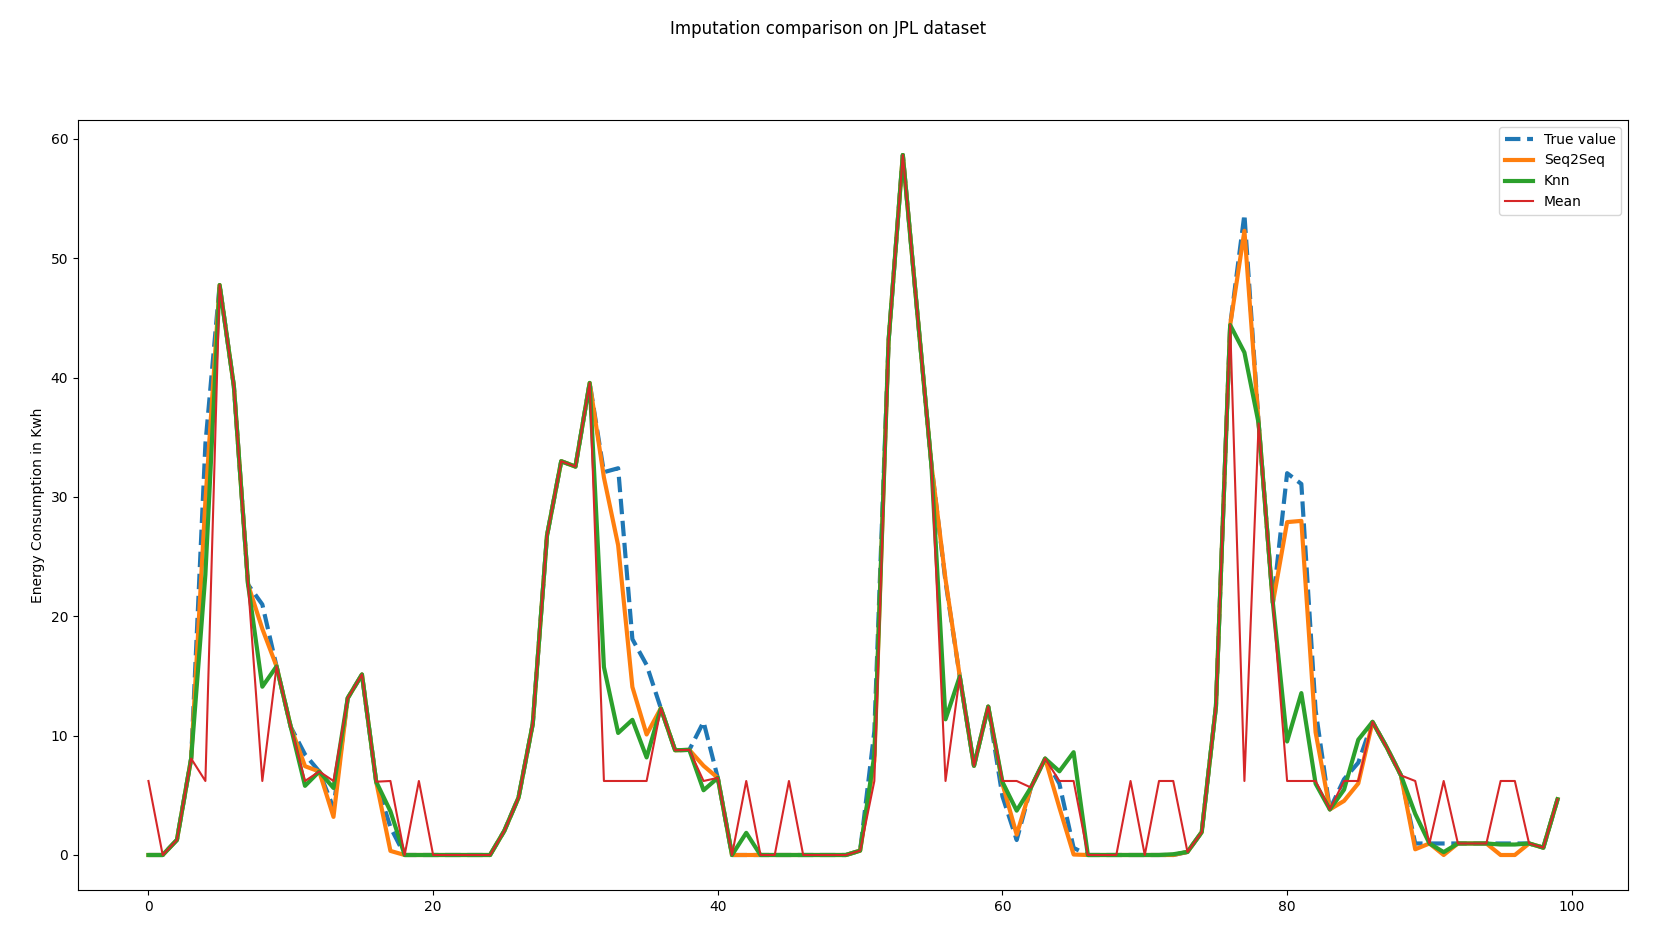 Imputation comparison on JPL dataset
True value
Seq2Seq
Knn
Mean
Energy Consumption in Kwh
60
50
40
30
20
10
0
0 20 40 60 80 100